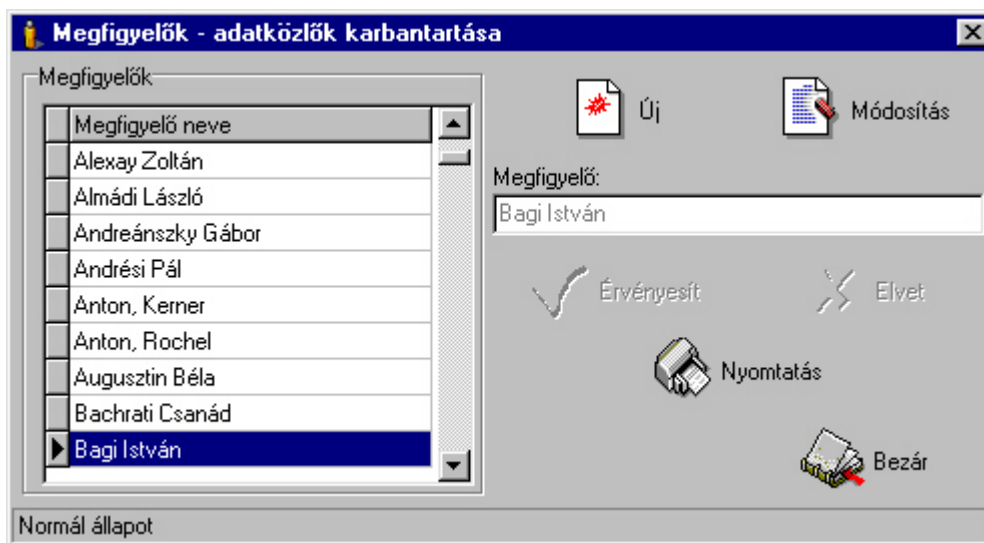 Megfigyelők - adatközlők karbantartása
Megfigyelők
Megfigyelő neve
Alexay Zoltán
Almádi László
Andreánszky Gábor
Andrési Pál
Anton, Kerner
Anton, Rochel
Augusztin Béla
Bachrati Csanád
Bagi István
Új
Módosítás
Megfigyelő:
Bagi István
Érvényesít
Elvet
Nyomtatás
Bezár
Normál állapot